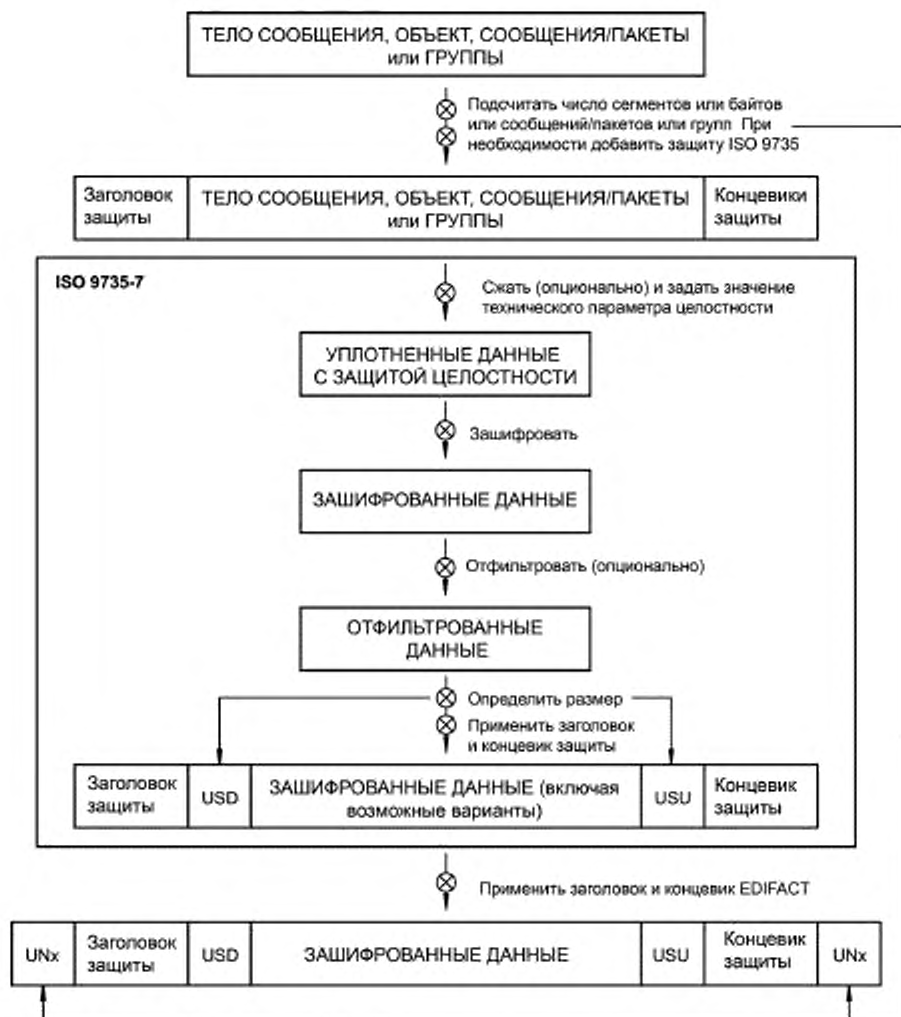 ТЕЛО СООБЩЕНИЯ, ОБЪЕКТ, СООБЩЕНИЯ/ПАКЕТЫ
или ГРУППЫ
Подсчитать число сегментов или байтов
или сообщений/пакетов или групп При
необходимости добавить защиту ISO 9735
Заголовок
защиты
ТЕЛО СООБЩЕНИЯ, ОБЪЕКТ, СООБЩЕНИЯ/ПАКЕТЫ
или ГРУППЫ
Концевики
защиты
ISO 9735-7
Сжать (опционально) и задать значение
технического параметра целостности
УПЛОТНЕННЫЕ ДАННЫЕ
С ЗАЩИТОЙ ЦЕЛОСТНОСТИ
Зашифровать
ЗАШИФРОВАННЫЕ ДАННЫЕ
Отфильтровать (опционально)
ОТФИЛЬТРОВАННЫЕ
ДАННЫЕ
Определить размер
Применить заголовок
и концевик защиты
Заголовок
защиты
USD
ЗАШИФРОВАННЫЕ ДАННЫЕ (включая
возможные варианты)
USU
Концевик
защиты
Применить заголовок и концевик EDIFACT
UNx
Заголовок
защиты
USD
ЗАШИФРОВАННЫЕ ДАННЫЕ
USU
Концевик
защиты
UNx